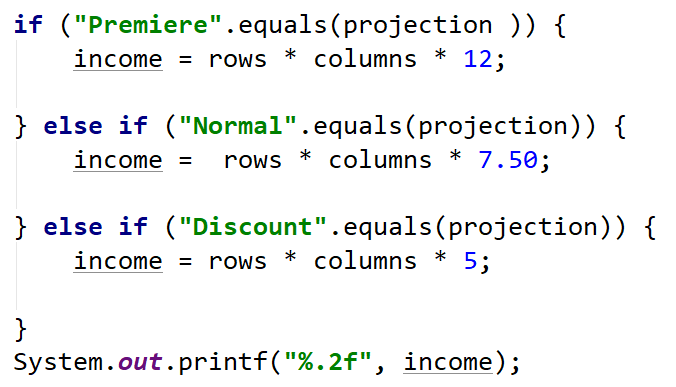 if ("Premiere".equals(projection )) {
    income = rows * columns * 12;
} else if ("Normal".equals(projection)) {
    income =  rows * columns * 7.50;
} else if ("Discount".equals(projection)) {
    income = rows * columns * 5;
}
System.out.printf("%.2f", income);